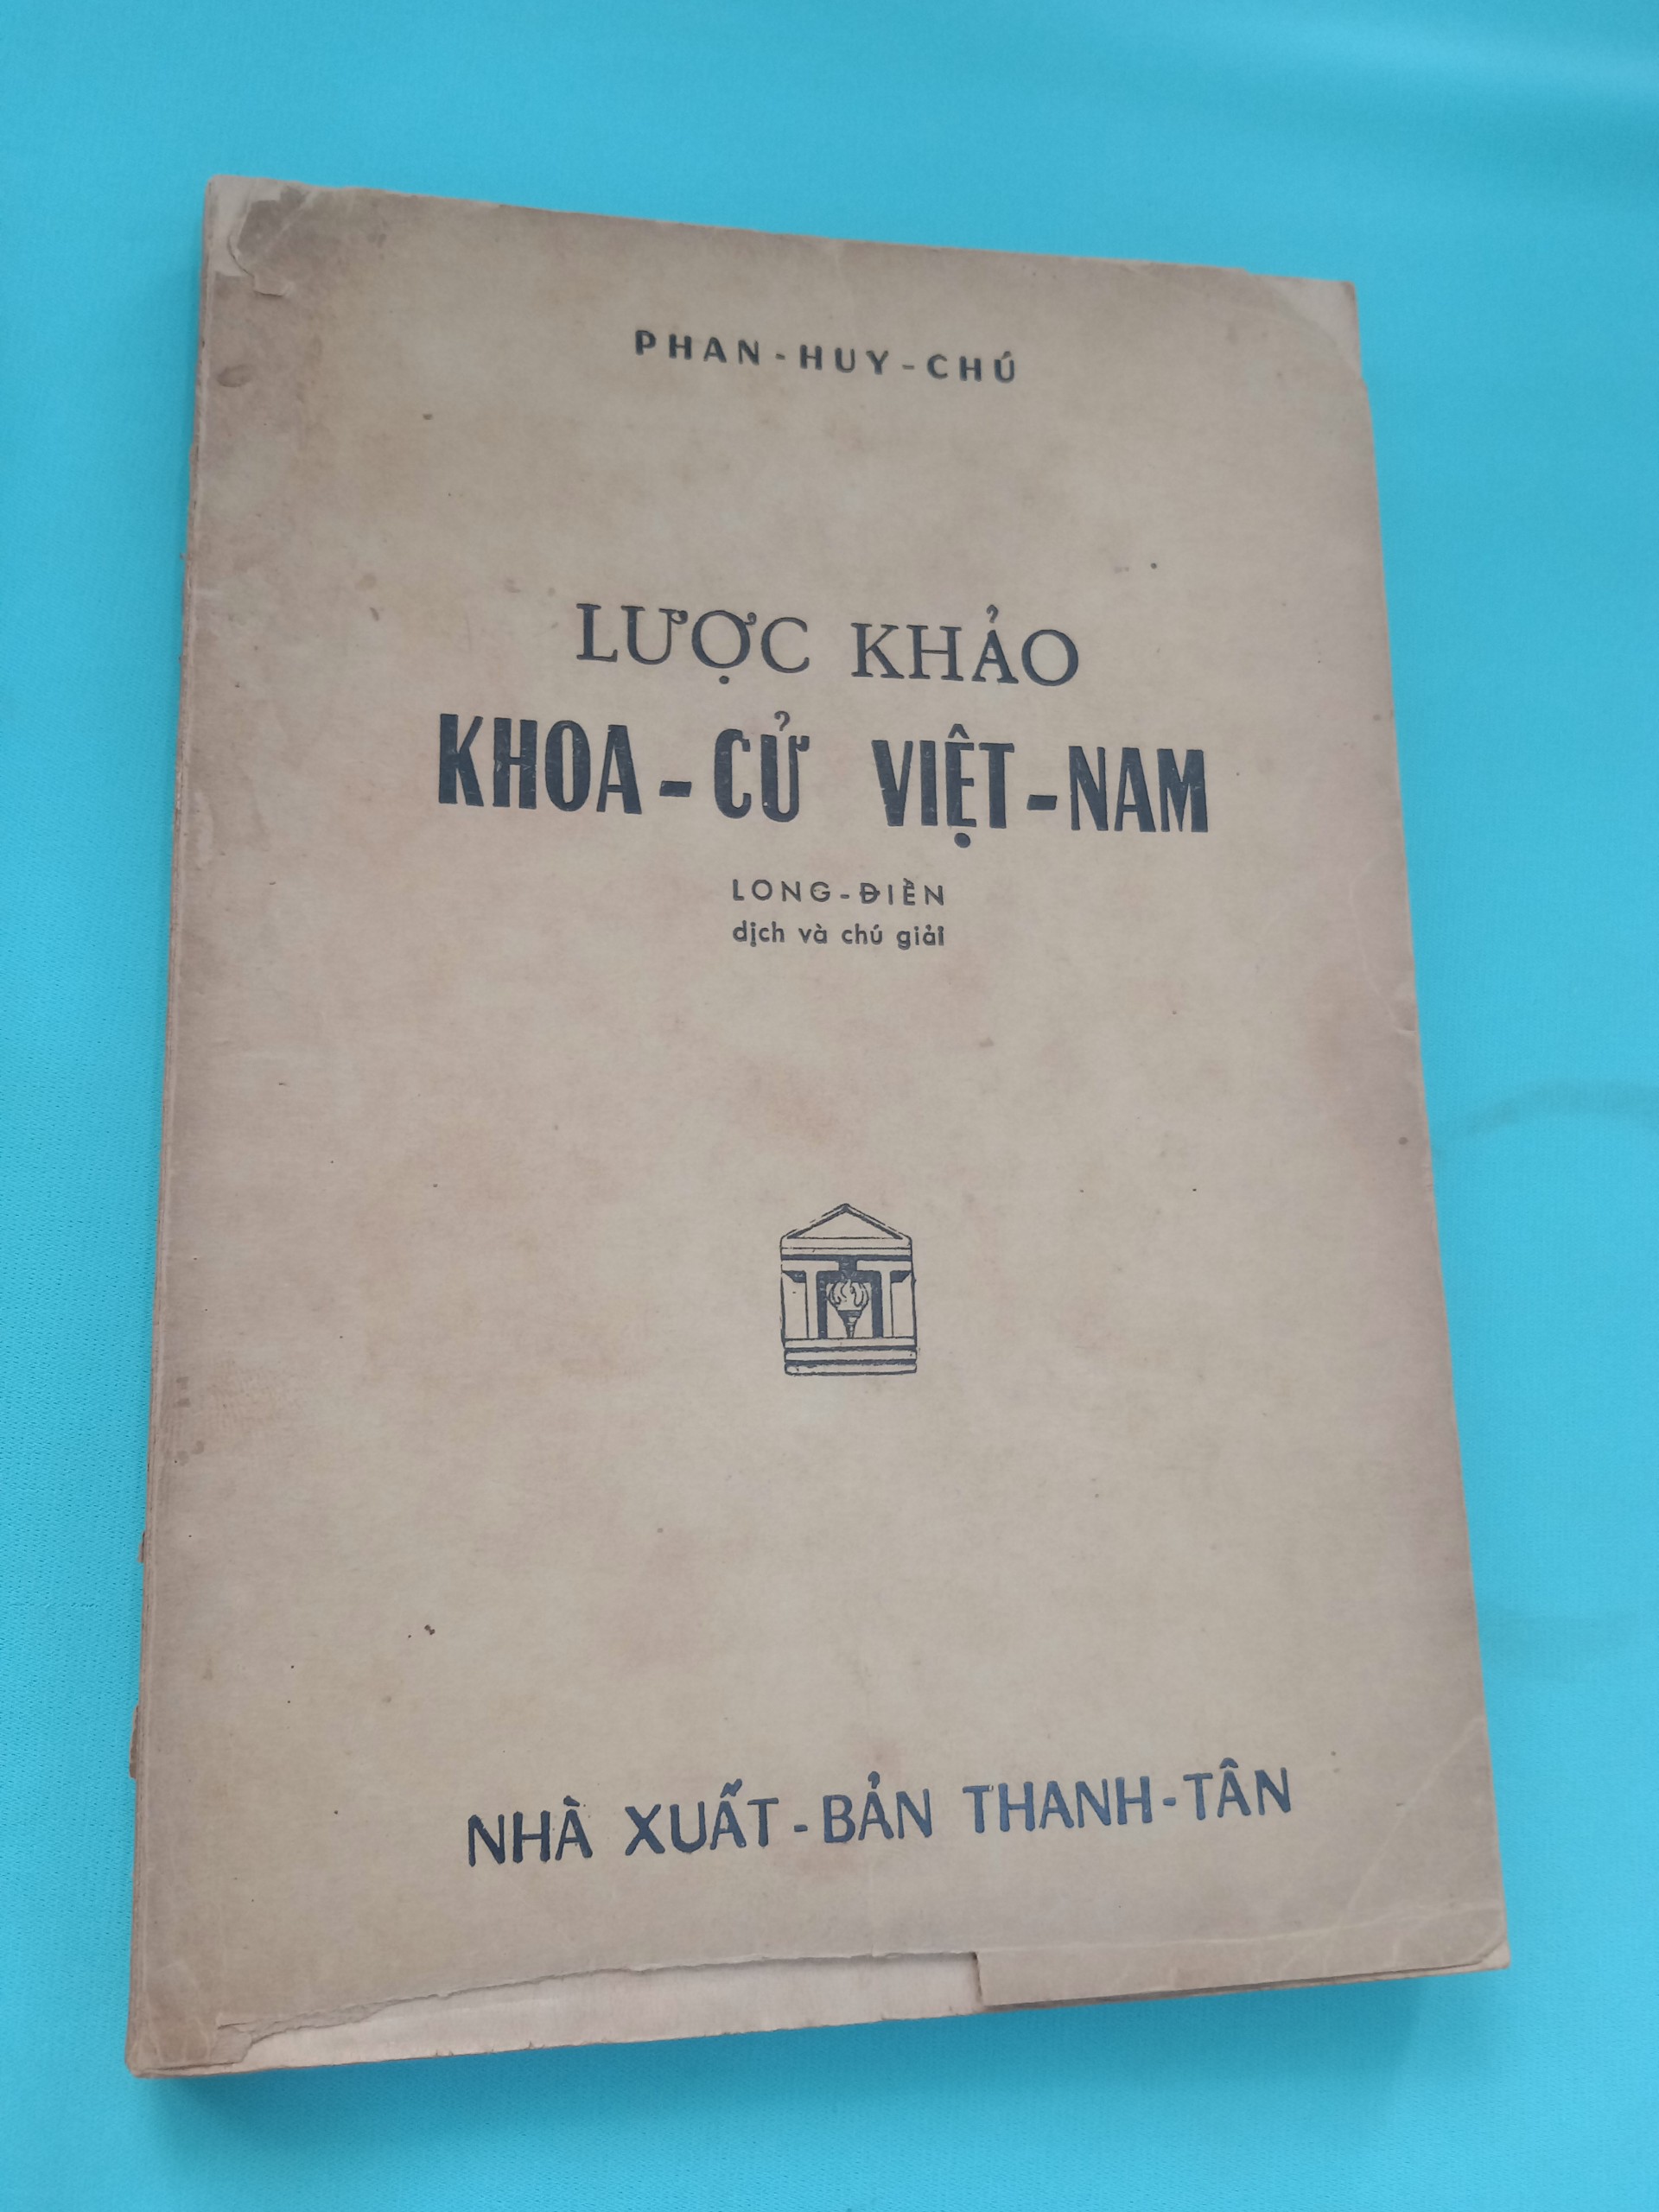 PHAN-HUY-CHÚ
LƯỢC KHẢO
KHOA-CỬ VIỆT-NAM
LONG-ĐIỀN
dịch và chú giải
NHÀ XUẤT-BẢN THANH-TÂN